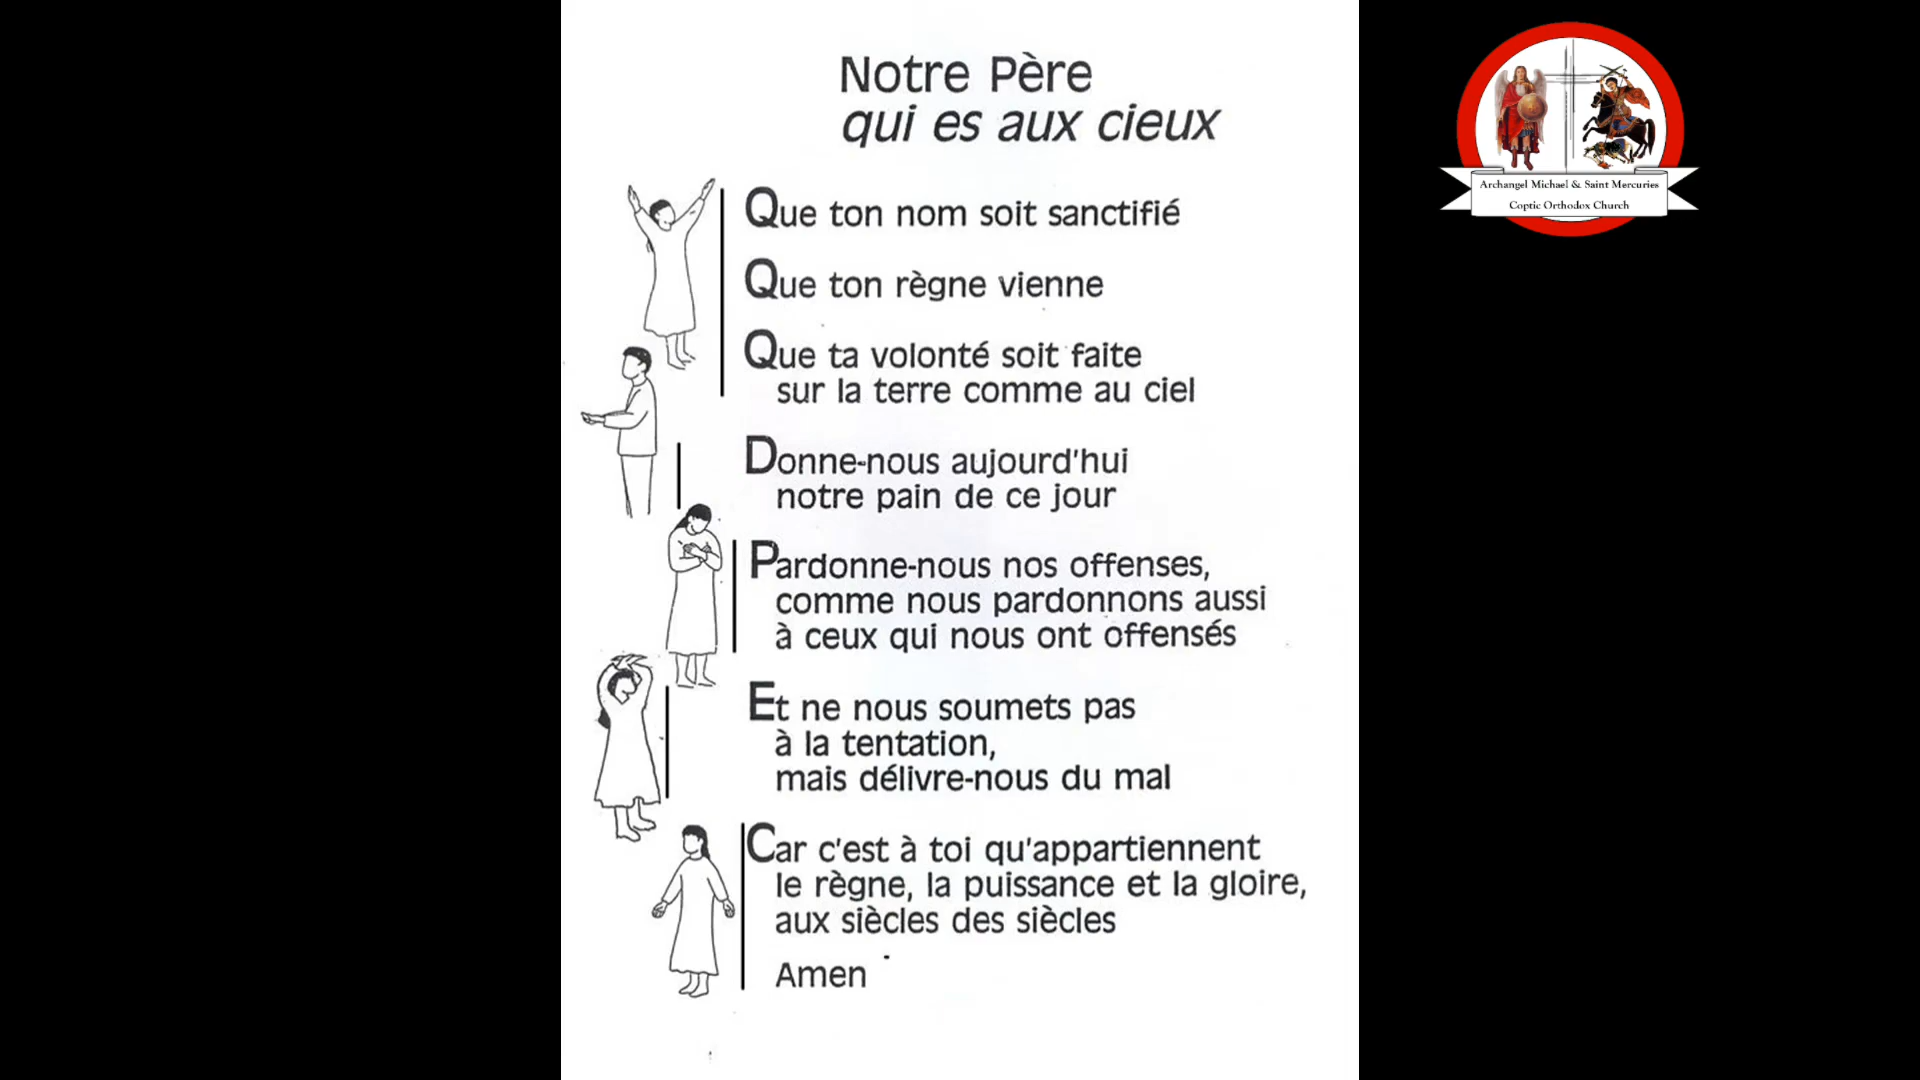 Notre Père
qui es aux cieux
Que ton nom soit sanctifié
Que ton règne vienne
Que ta volonté soit faite
sur la terre comme au ciel
Donne-nous aujourd'hui
notre pain de ce jour
Pardonne-nous nos offenses,
comme nous pardonnons aussi
à ceux qui nous ont offensés
Et ne nous soumets pas
à la tentation,
mais délivre-nous du mal
Car c'est à toi qu'appartiennent
le règne, la puissance et la gloire,
aux siècles des siècles
Amen
Archangel Michael & Saint Mercuries
Coptic Orthodox Church